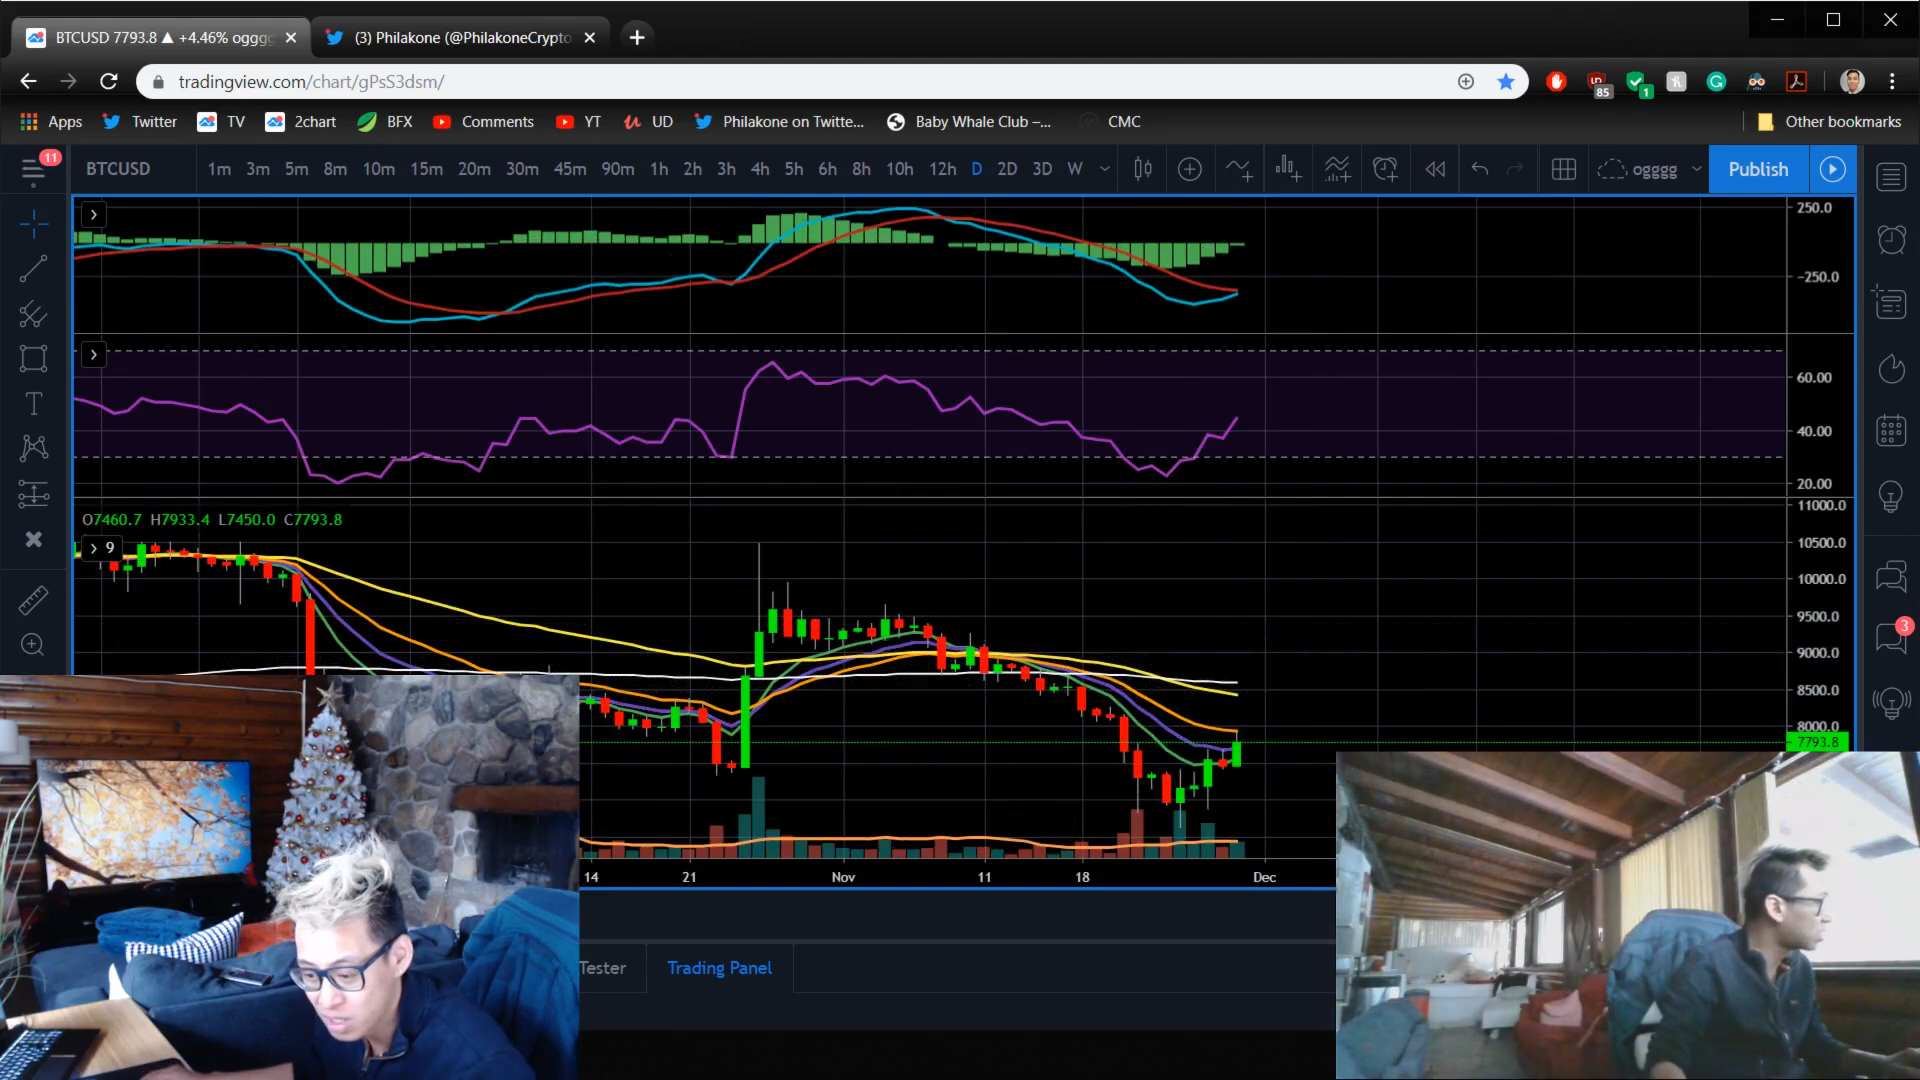 BTCUSD 7793.8 ▲ +4.46% ogggg
(3) Philakone (@PhilakoneCrypto
tradingview.com/chart/gPsS3dsm/
85
1
Apps Twitter TV 2chart BFX Comments YT UD Philakone on Twitte... Baby Whale Club –... CMC Other bookmarks
11
BTCUSD 1m 3m 5m 8m 10m 15m 20m 30m 45m 90m 1h 2h 3h 4h 5h 6h 8h 10h 12h D 2D 3D W ogggg Publish
250.0
−250.0
60.00
40.00
20.00
11000.0
O7460.7 H7933.4 L7450.0 C7793.8
10500.0
9
10000.0
9500.0
3
9000.0
8500.0
8000.0
7793.8
14 21 Nov 11 18 Dec
Tester Trading Panel